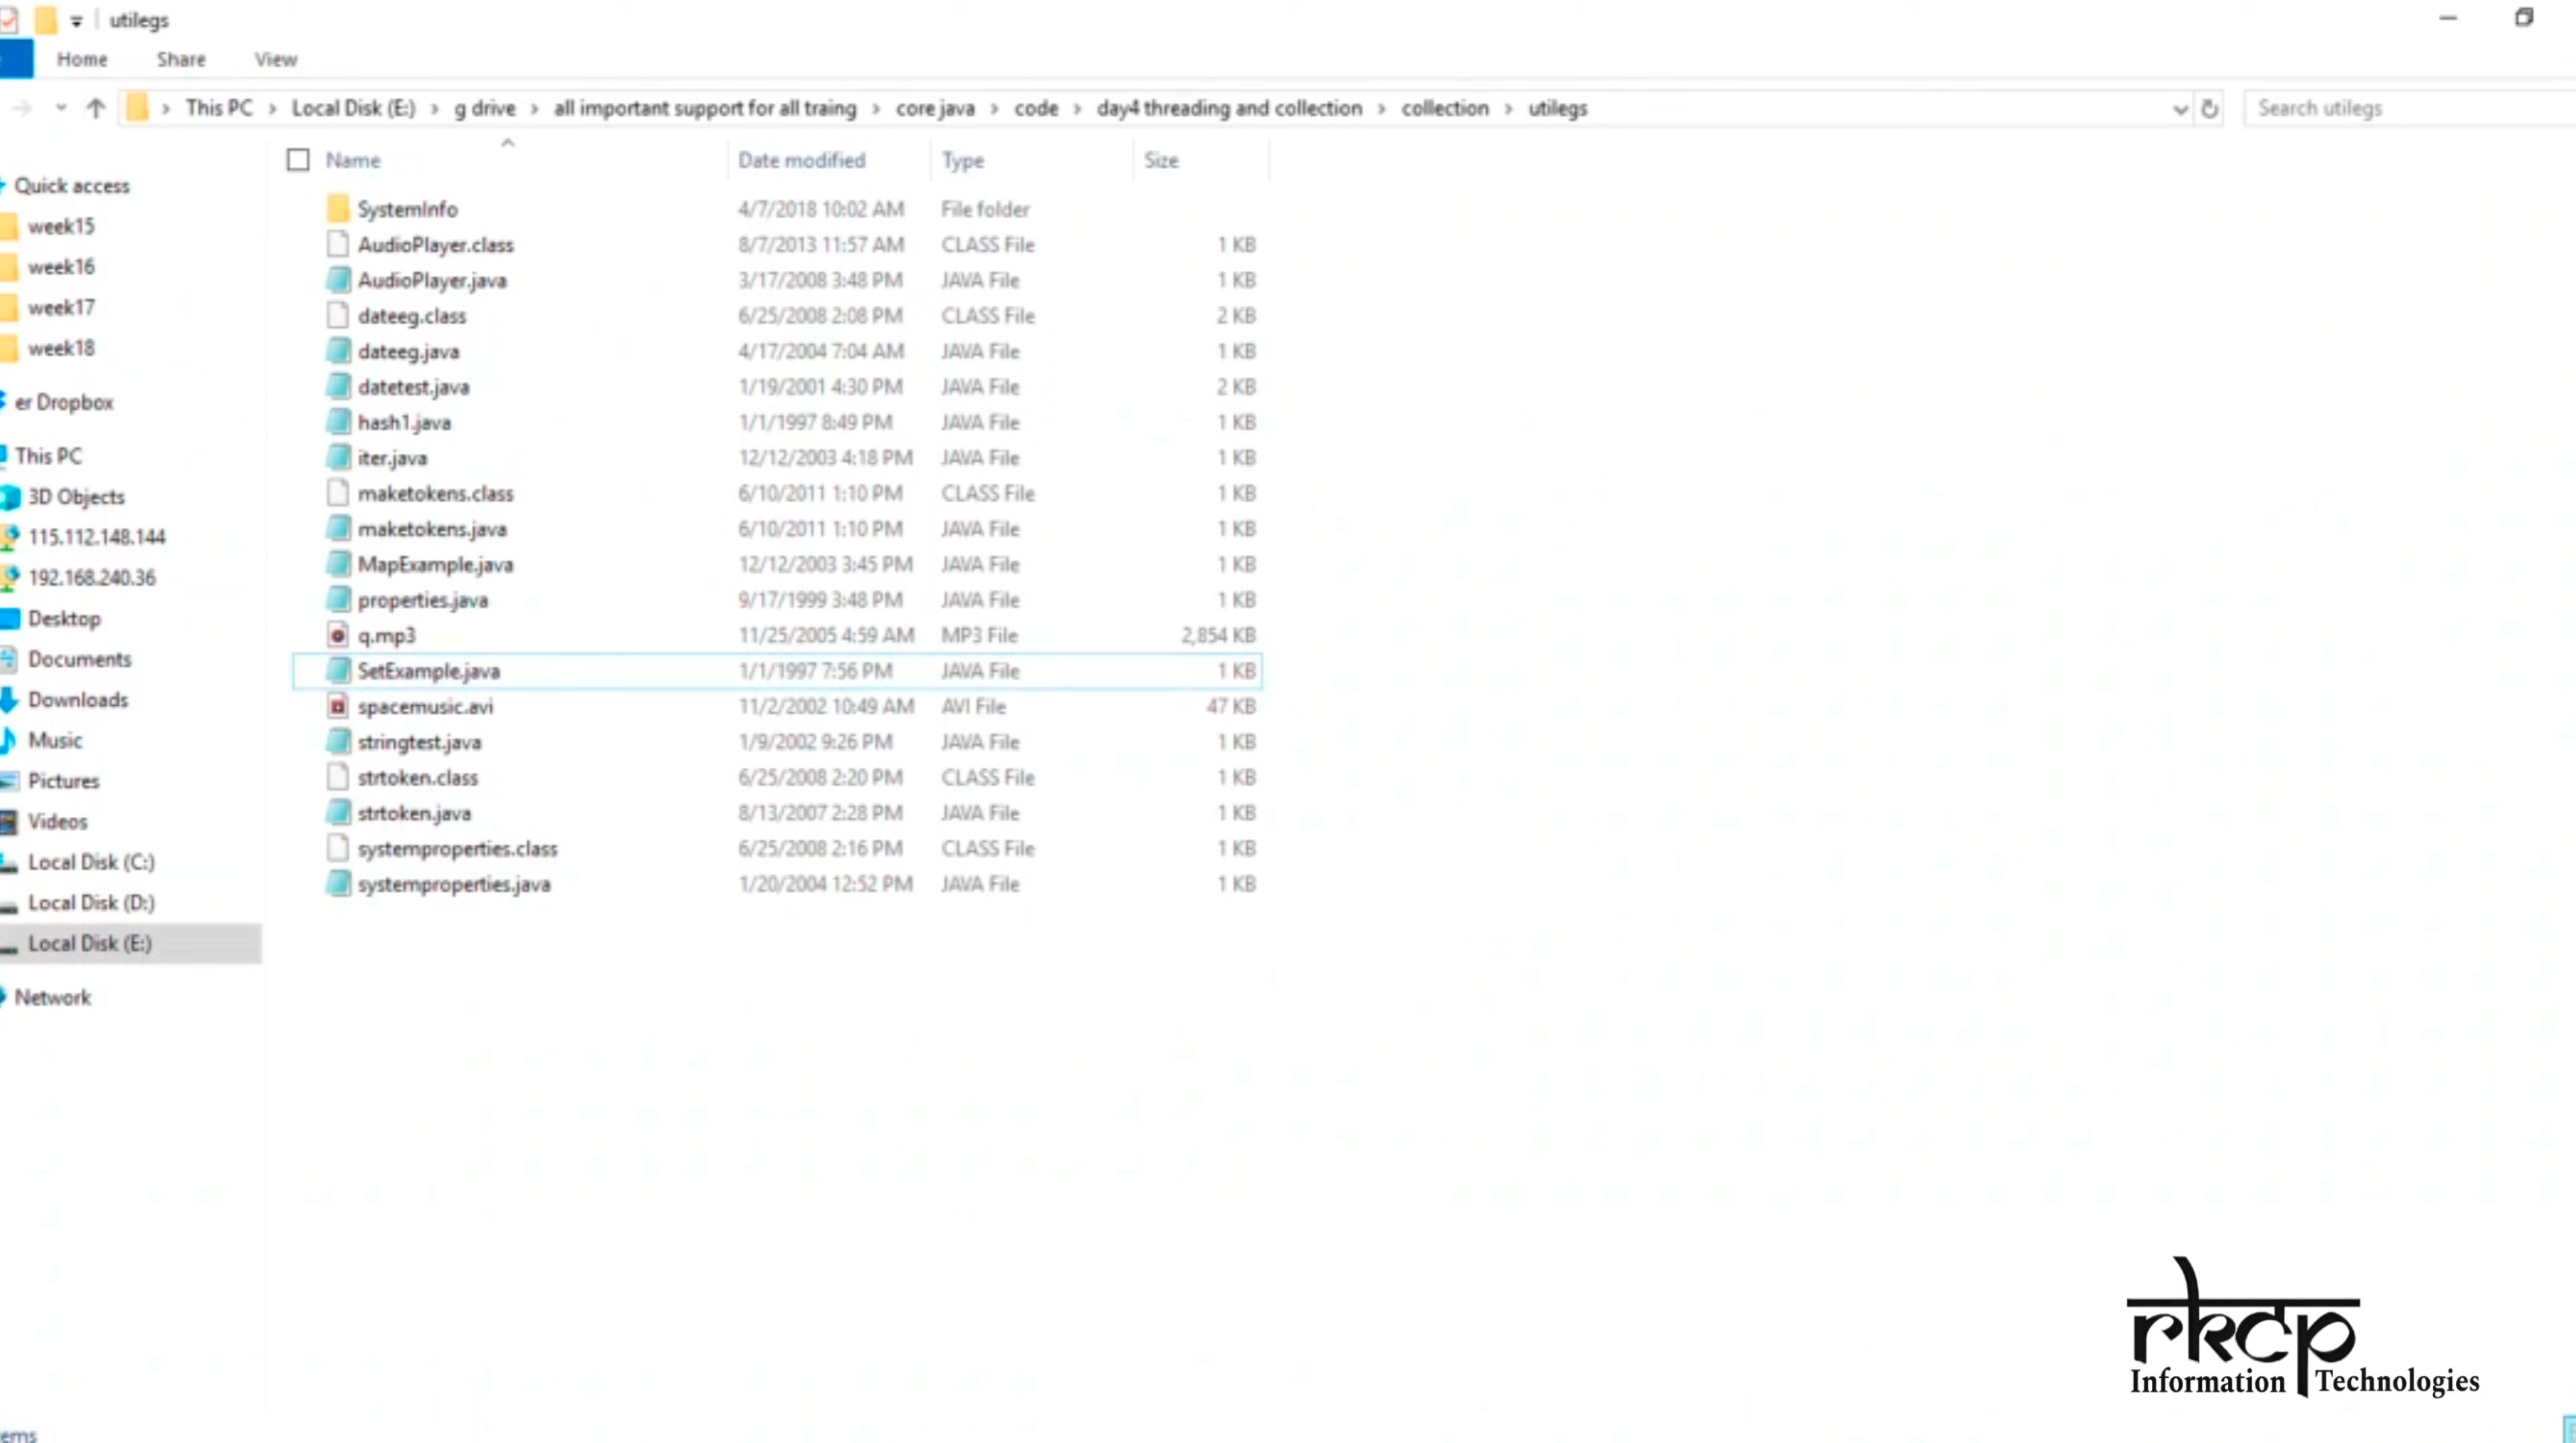 utilegs
Home Share View
This PC Local Disk (E:) g drive all important support for all traing core java code day4 threading and collection collection utilegs Search utilegs
Name Date modified Type Size
Quick access
week15
week16
week17
week18
er Dropbox
This PC
3D Objects
115.112.148.144
192.168.240.36
Desktop
Documents
Downloads
Music
Pictures
Videos
Local Disk (C:)
Local Disk (D:)
Local Disk (E:)
Network
SystemInfo 4/7/2018 10:02 AM File folder
AudioPlayer.class 8/7/2013 11:57 AM CLASS File 1 KB
AudioPlayer.java 3/17/2008 3:48 PM JAVA File 1 KB
dateeg.class 6/25/2008 2:08 PM CLASS File 2 KB
dateeg.java 4/17/2004 7:04 AM JAVA File 1 KB
datetest.java 1/19/2001 4:30 PM JAVA File 2 KB
hash1.java 1/1/1997 8:49 PM JAVA File 1 KB
iter.java 12/12/2003 4:18 PM JAVA File 1 KB
maketokens.class 6/10/2011 1:10 PM CLASS File 1 KB
maketokens.java 6/10/2011 1:10 PM JAVA File 1 KB
MapExample.java 12/12/2003 3:45 PM JAVA File 1 KB
properties.java 9/17/1999 3:48 PM JAVA File 1 KB
q.mp3 11/25/2005 4:59 AM MP3 File 2,854 KB
SetExample.java 1/1/1997 7:56 PM JAVA File 1 KB
spacemusic.avi 11/2/2002 10:49 AM AVI File 47 KB
stringtest.java 1/9/2002 9:26 PM JAVA File 1 KB
strtoken.class 6/25/2008 2:20 PM CLASS File 1 KB
strtoken.java 8/13/2007 2:28 PM JAVA File 1 KB
systemproperties.class 6/25/2008 2:16 PM CLASS File 1 KB
systemproperties.java 1/20/2004 12:52 PM JAVA File 1 KB
rkcp
Information Technologies